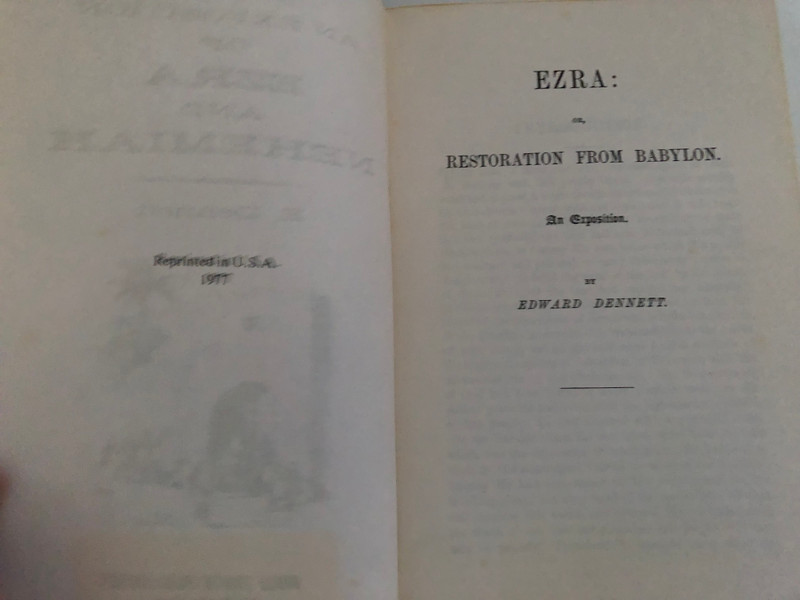 Reprinted in U.S.A.
1977
EZRA:
OR,
RESTORATION FROM BABYLON.
An Exposition.
BY
EDWARD DENNETT.